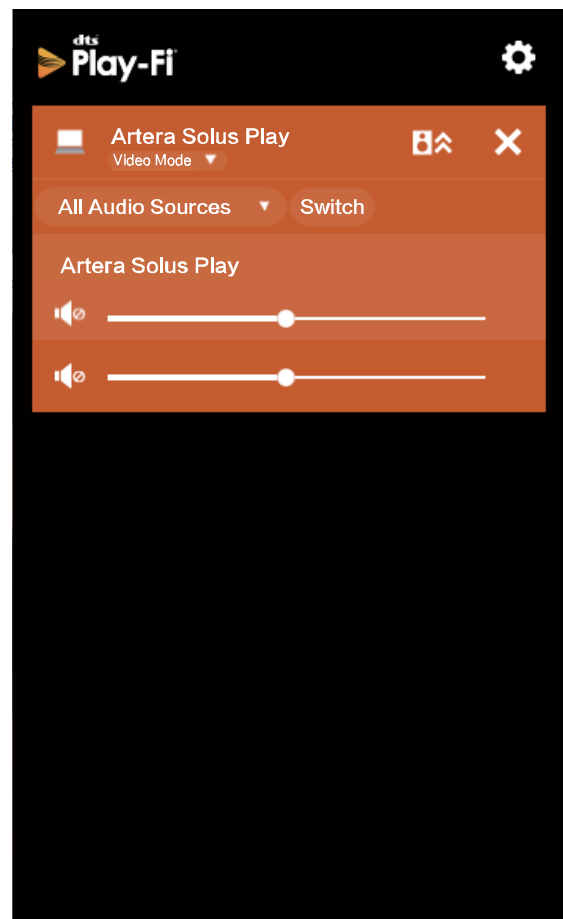 dts
Play-Fi
Artera Solus Play
Video Mode
All Audio Sources Switch
Artera Solus Play